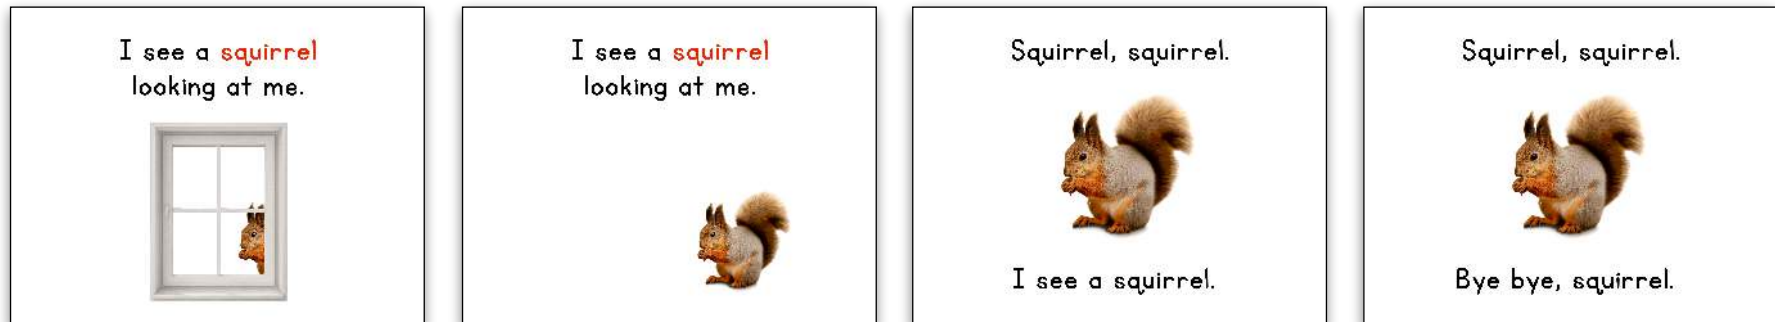 I see a squirrel
looking at me.
I see a squirrel
looking at me.
Squirrel, squirrel.
I see a squirrel.
Squirrel, squirrel.
Bye bye, squirrel.